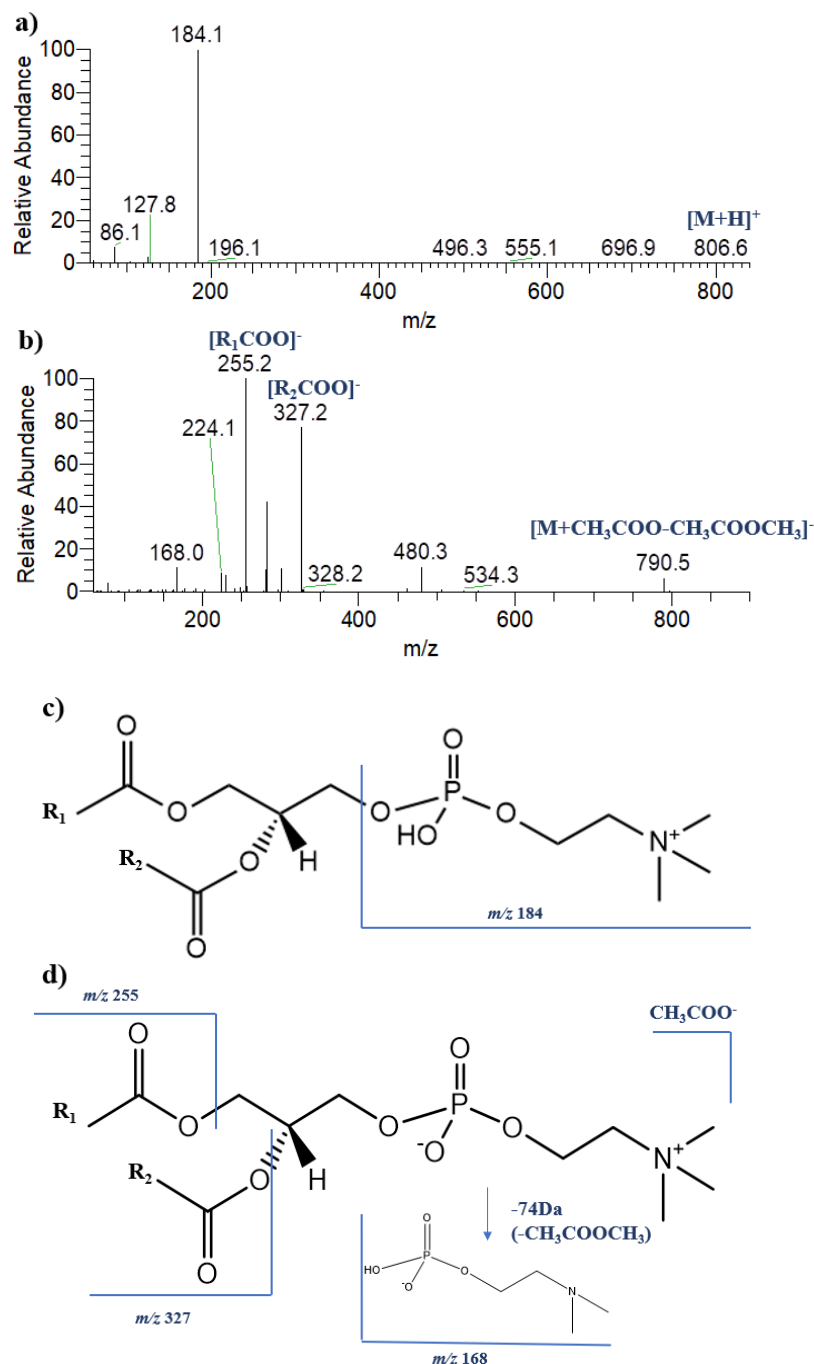 a)
184.1
100
80
60
40
20
0
Relative Abundance
127.8
86.1
196.1
496.3
555.1
696.9
[M+H]⁺
806.6
200
400
600
800
m/z
b)
[R₁COO]⁻
255.2
[R₂COO]⁻
327.2
100
80
60
40
20
0
Relative Abundance
224.1
168.0
328.2
480.3
534.3
[M+CH₃COO-CH₃COOCH₃]⁻
790.5
200
400
600
800
m/z
c)
O
R₁
O
O
P
O
HO
O
N⁺
R₂
O
H
O
m/z 184
d)
m/z 255
CH₃COO⁻
O
R₁
O
O
P
O
⁻O
O
N⁺
R₂
O
H
O
-74Da
(-CH₃COOCH₃)
O
HO
P
O
⁻O
N
m/z 327
m/z 168